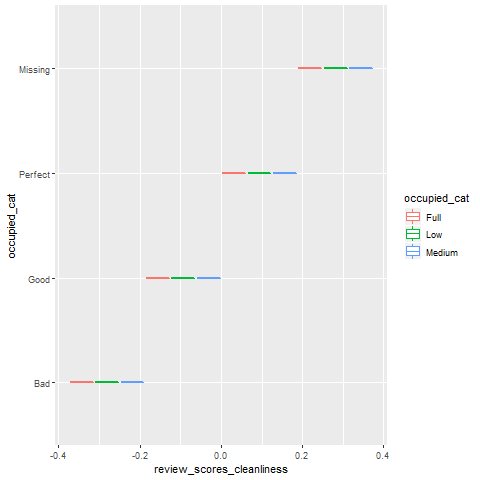 Missing
Perfect
Good
Bad
occupied_cat
-0.4 -0.2 0.0 0.2 0.4
review_scores_cleanliness
occupied_cat
Full
Low
Medium